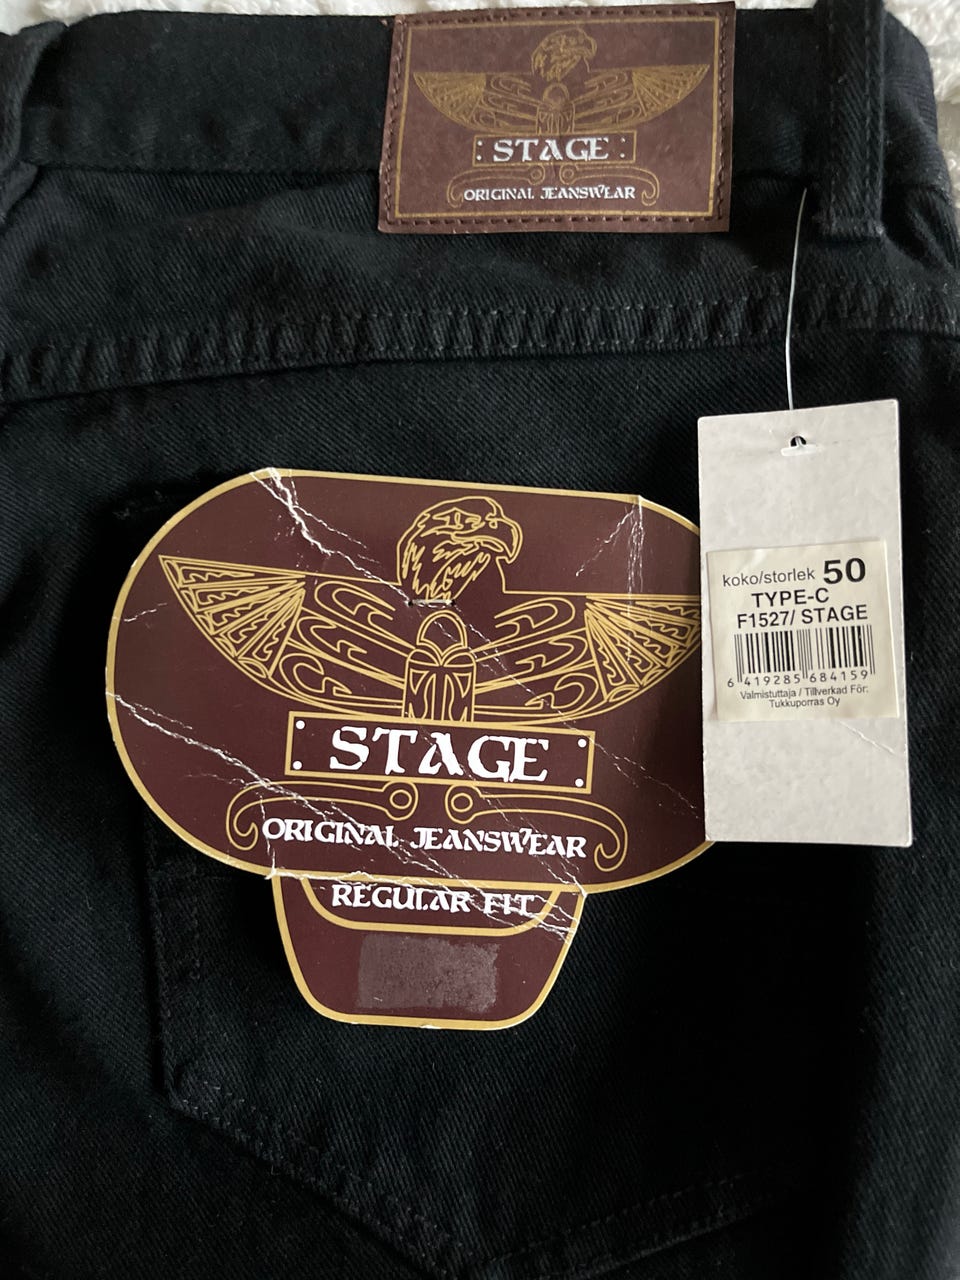 : STAGE :
ORIGINAL JEANSWEAR
koko/storlek 50
TYPE-C
F1527/ STAGE
6 419285 684159
Valmistuttaja / Tillverkad För:
Tukkuporras Oy
: STAGE :
ORIGINAL JEANSWEAR
REGULAR FIT